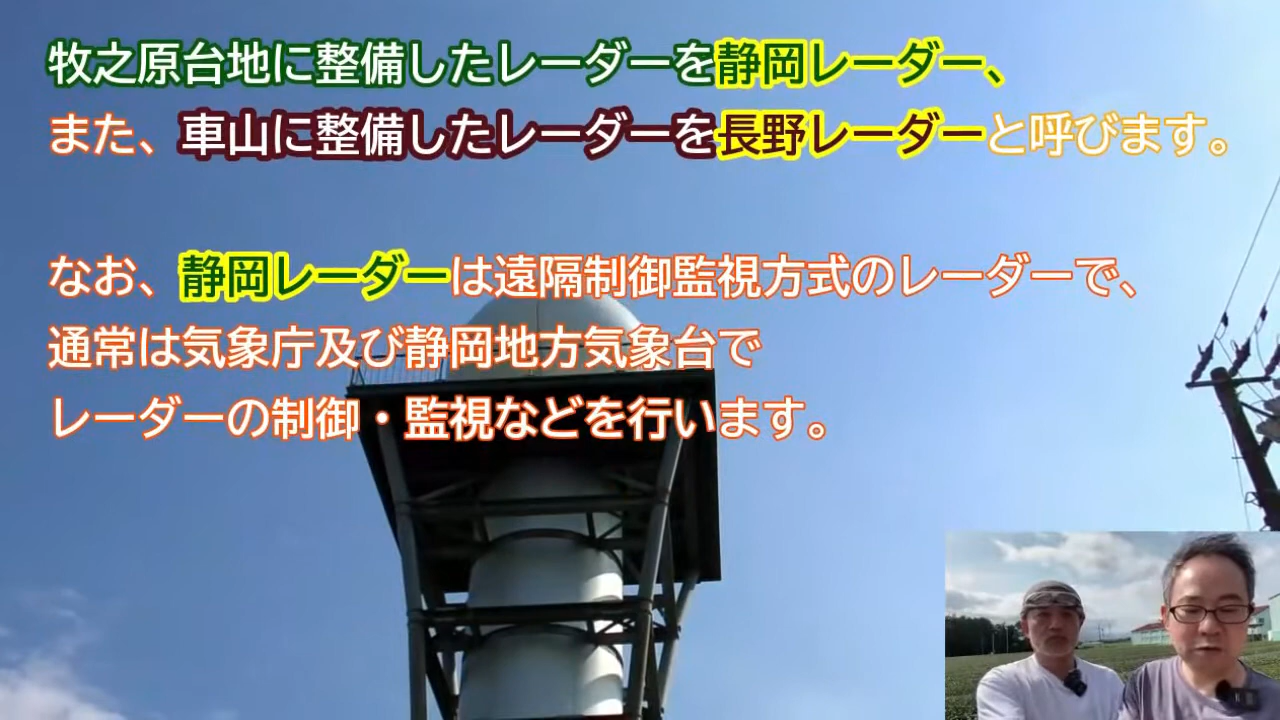 牧之原台地に整備したレーダーを静岡レーダー、
また、車山に整備したレーダーを長野レーダーと呼びます。
なお、静岡レーダーは遠隔制御監視方式のレーダーで、
通常は気象庁及び静岡地方気象台で
レーダーの制御・監視などを行います。